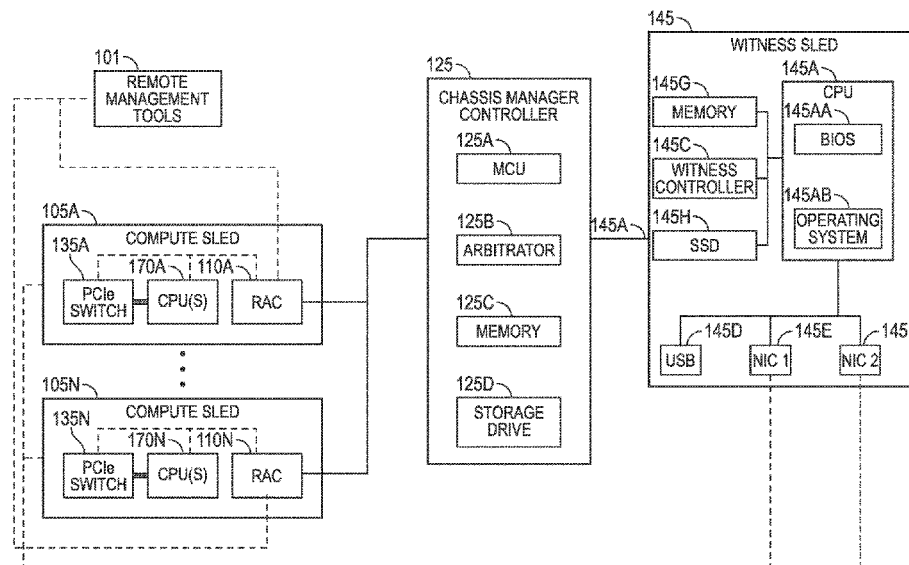 101
REMOTE
MANAGEMENT
TOOLS
105A
COMPUTE SLED
135A
170A
110A
PCIe
SWITCH
CPU(S)
RAC
105N
COMPUTE SLED
135N
170N
110N
PCIe
SWITCH
CPU(S)
RAC
125
CHASSIS MANAGER
CONTROLLER
125A
MCU
125B
ARBITRATOR
125C
MEMORY
125D
STORAGE
DRIVE
145A
145
WITNESS SLED
145G
MEMORY
145C
WITNESS
CONTROLLER
145H
SSD
145A
CPU
145AA
BIOS
145AB
OPERATING
SYSTEM
145D
USB
145E
NIC 1
145
NIC 2